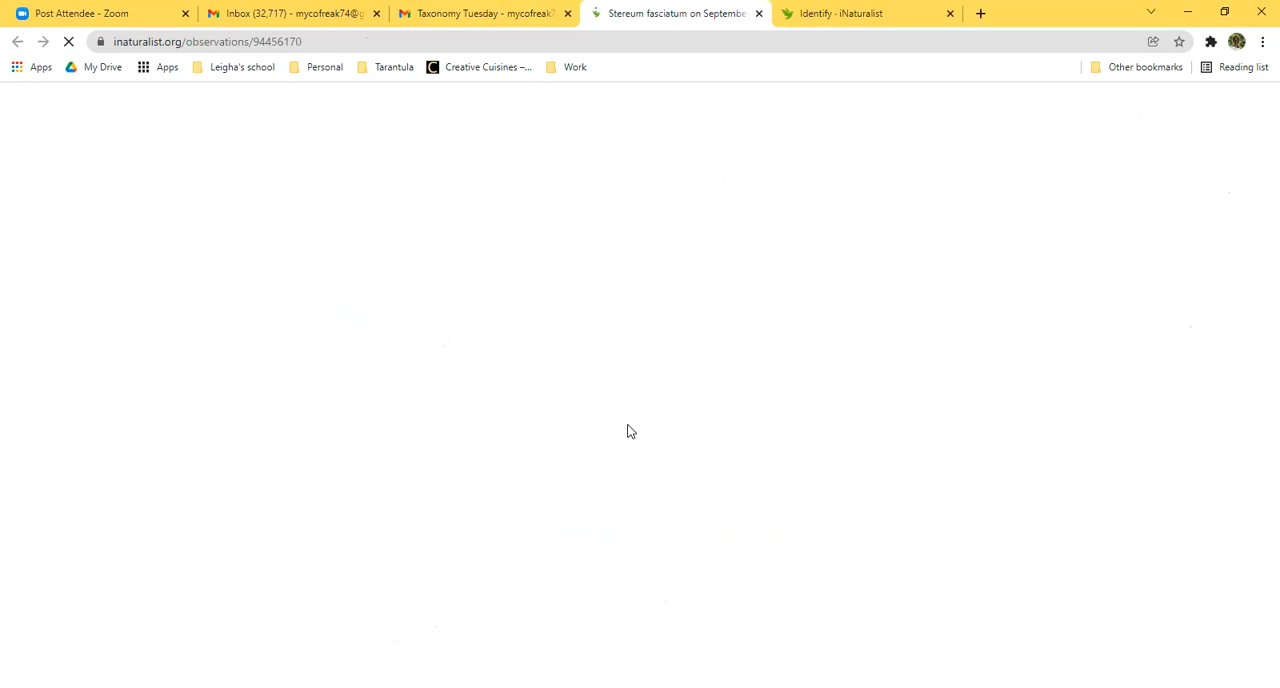 Post Attendee - Zoom
Inbox (32,717) - mycofreak74@g
Taxonomy Tuesday - mycofreak7
Stereum fasciatum on Septembe
Identify · iNaturalist
inaturalist.org/observations/94456170
Apps
My Drive
Apps
Leigha's school
Personal
Tarantula
C Creative Cuisines –...
Work
Other bookmarks
Reading list